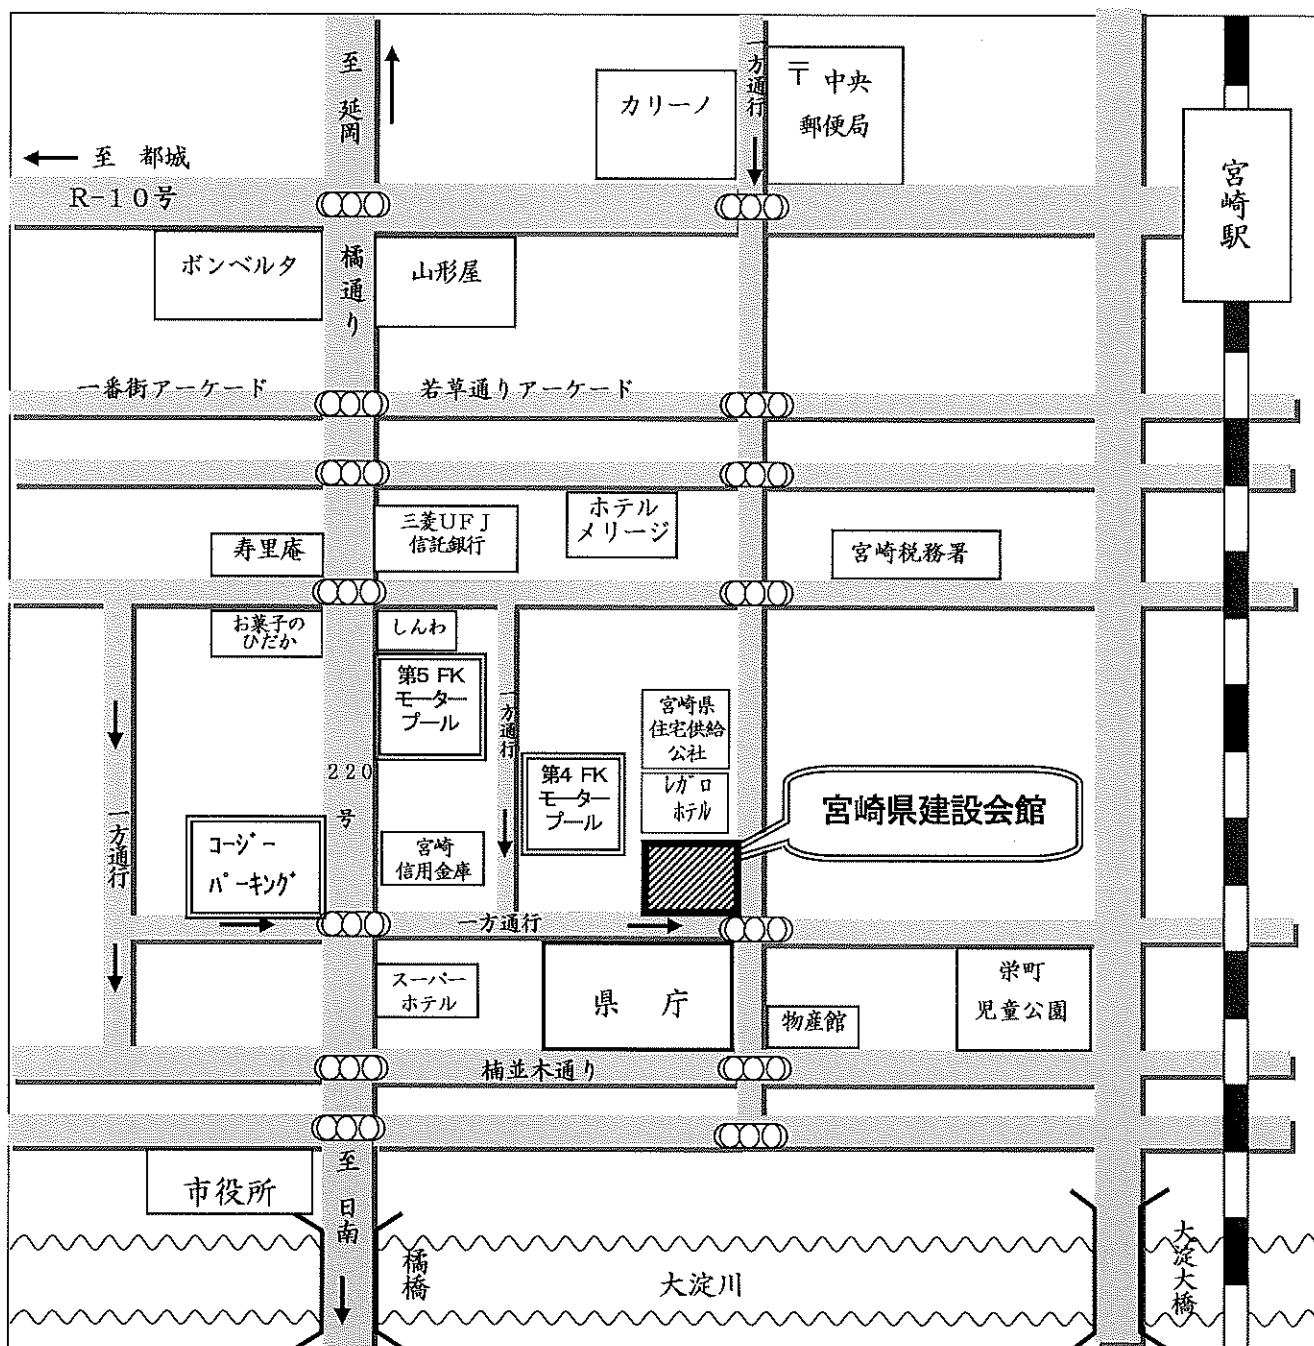 至 延岡
一方通行
カリーノ
〒 中央
郵便局
← 至 都城
R-10号
宮崎駅
ボンベルタ
橘通り
山形屋
一番街アーケード
若草通りアーケード
三菱UFJ
信託銀行
ホテル
メリージ
寿里庵
宮崎税務署
お菓子の
ひだか
しんわ
第5 FK
モーター
プール
一方通行
宮崎県
住宅供給
公社
220号
第4 FK
モーター
プール
レガロ
ホテル
宮崎県建設会館
一方通行
コージー
パーキング
宮崎
信用金庫
一方通行
スーパー
ホテル
県 庁
物産館
栄町
児童公園
楠並木通り
市役所
至 日南
橘橋
大淀川
大淀大橋